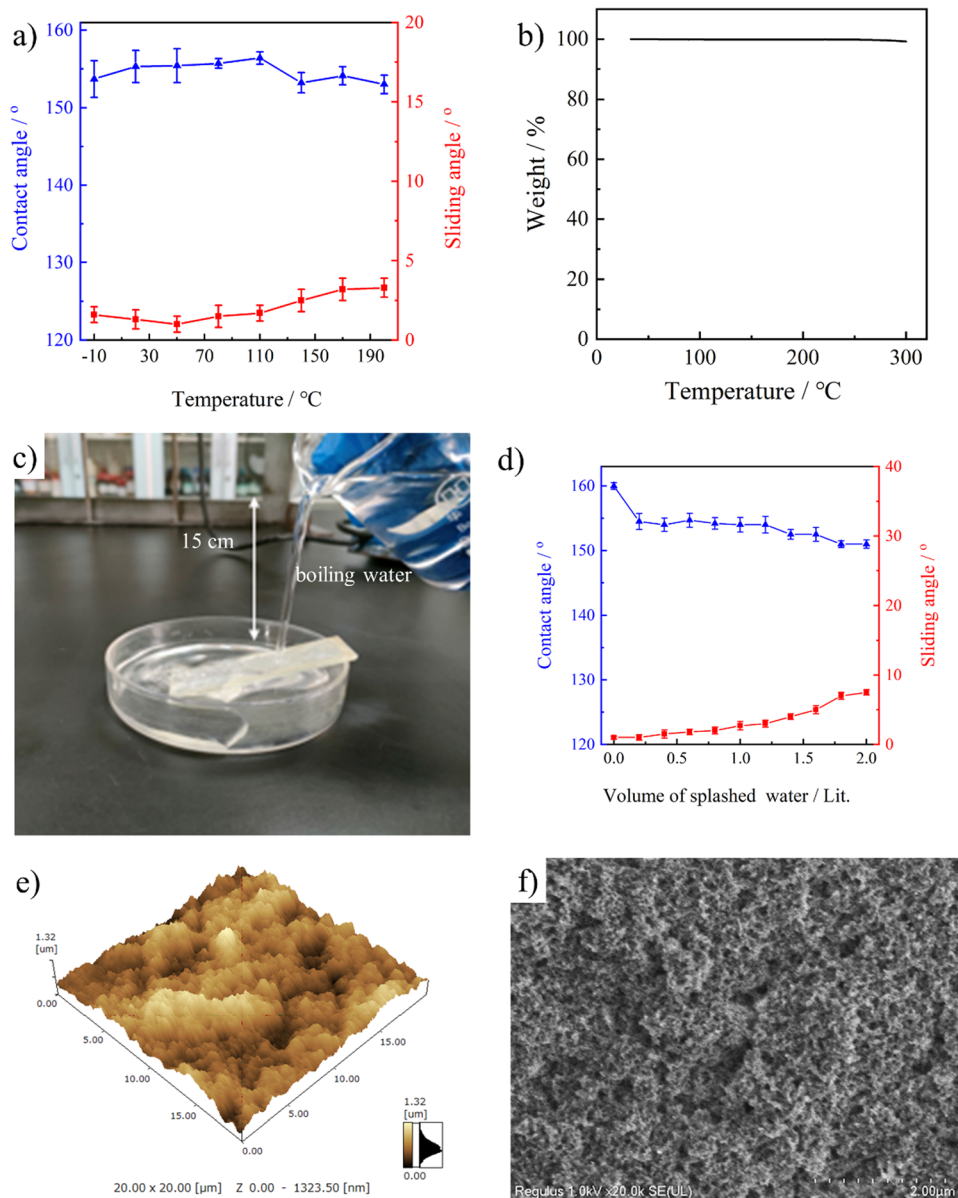 a)
160
150
140
130
120
Contact angle / °
20
15
10
5
0
Sliding angle / °
-10 30 70 110 150 190
Temperature / °C
b)
100
80
60
40
20
0
Weight / %
0 100 200 300
Temperature / °C
c)
15 cm
boiling water
d)
160
150
140
130
120
Contact angle / °
40
30
20
10
0
Sliding angle / °
0.0 0.5 1.0 1.5 2.0
Volume of splashed water / Lit.
e)
1.32
[um]
0.00
5.00
10.00
15.00
0.00
5.00
10.00
15.00
1.32
[um]
0.00
20.00 x 20.00 [µm] Z 0.00 - 1323.50 [nm]
f)
Regulus 1.0kV x20.0k SE(UL)
2.00µm